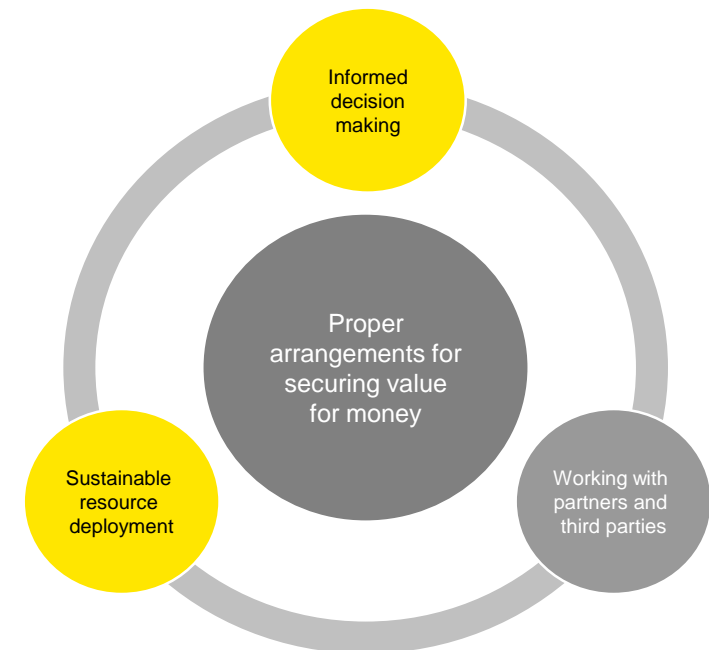 Informed
decision
making
Proper
arrangements for
securing value
for money
Sustainable
resource
deployment
Working with
partners and
third parties